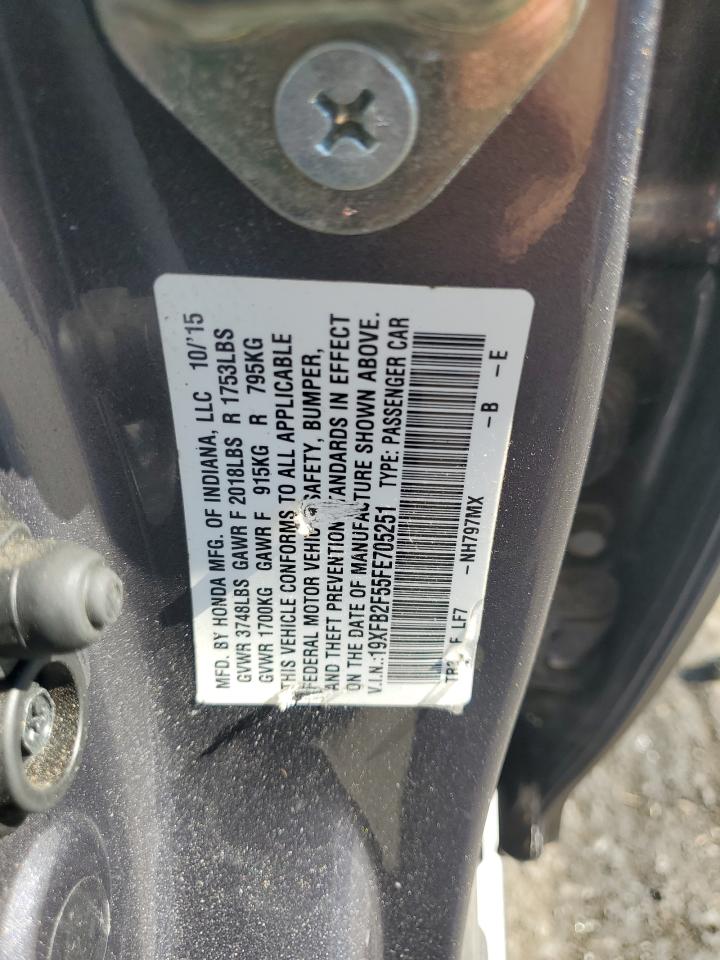 MFD. BY HONDA MFG. OF INDIANA, LLC 10/'15
GVWR 3748LBS GAWR F 2018LBS R 1753LBS
GVWR 1700KG GAWR F 915KG R 795KG
THIS VEHICLE CONFORMS TO ALL APPLICABLE
FEDERAL MOTOR SAFETY, BUMPER,
AND THEFT PREVENTION STANDARDS IN EFFECT
ON THE DATE OF MANUFACTURE SHOWN ABOVE.
V.I.N.:19XFB2F55FE705251 TYPE: PASSENGER CAR
F LF7 -NH797MX -B -E